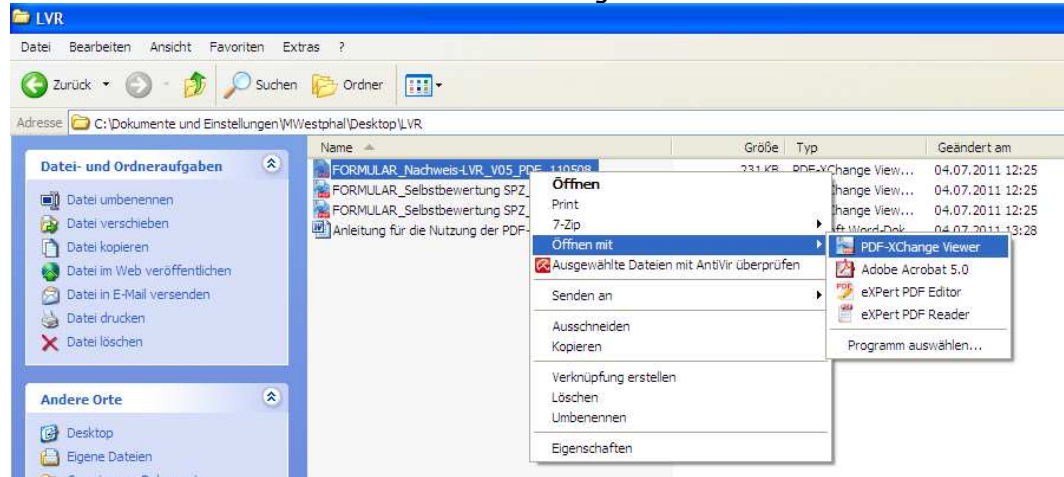 LVR
Datei Bearbeiten Ansicht Favoriten Extras ?
Zurück Suchen Ordner
Adresse C:\Dokumente und Einstellungen\MWestphal\Desktop\LVR
Name Größe Typ Geändert am
Datei- und Ordneraufgaben
Datei umbenennen
Datei verschieben
Datei kopieren
Datei im Web veröffentlichen
Datei in E-Mail versenden
Datei drucken
Datei löschen
Andere Orte
Desktop
Eigene Dateien
FORMULAR_Nachweis-LVR_V05_PDF_110508 231 KB PDF-XChange View... 04.07.2011 12:25
FORMULAR_Selbstbewertung SPZ_ Change View... 04.07.2011 12:25
FORMULAR_Selbstbewertung SPZ_ Change View... 04.07.2011 12:25
Anleitung für die Nutzung der PDF- ft Word-Dok... 04.07.2011 13:28
Öffnen
Print
7-Zip
Öffnen mit
Ausgewählte Dateien mit AntiVir überprüfen
Senden an
Ausschneiden
Kopieren
Verknüpfung erstellen
Löschen
Umbenennen
Eigenschaften
PDF-XChange Viewer
Adobe Acrobat 5.0
eXPert PDF Editor
eXPert PDF Reader
Programm auswählen...